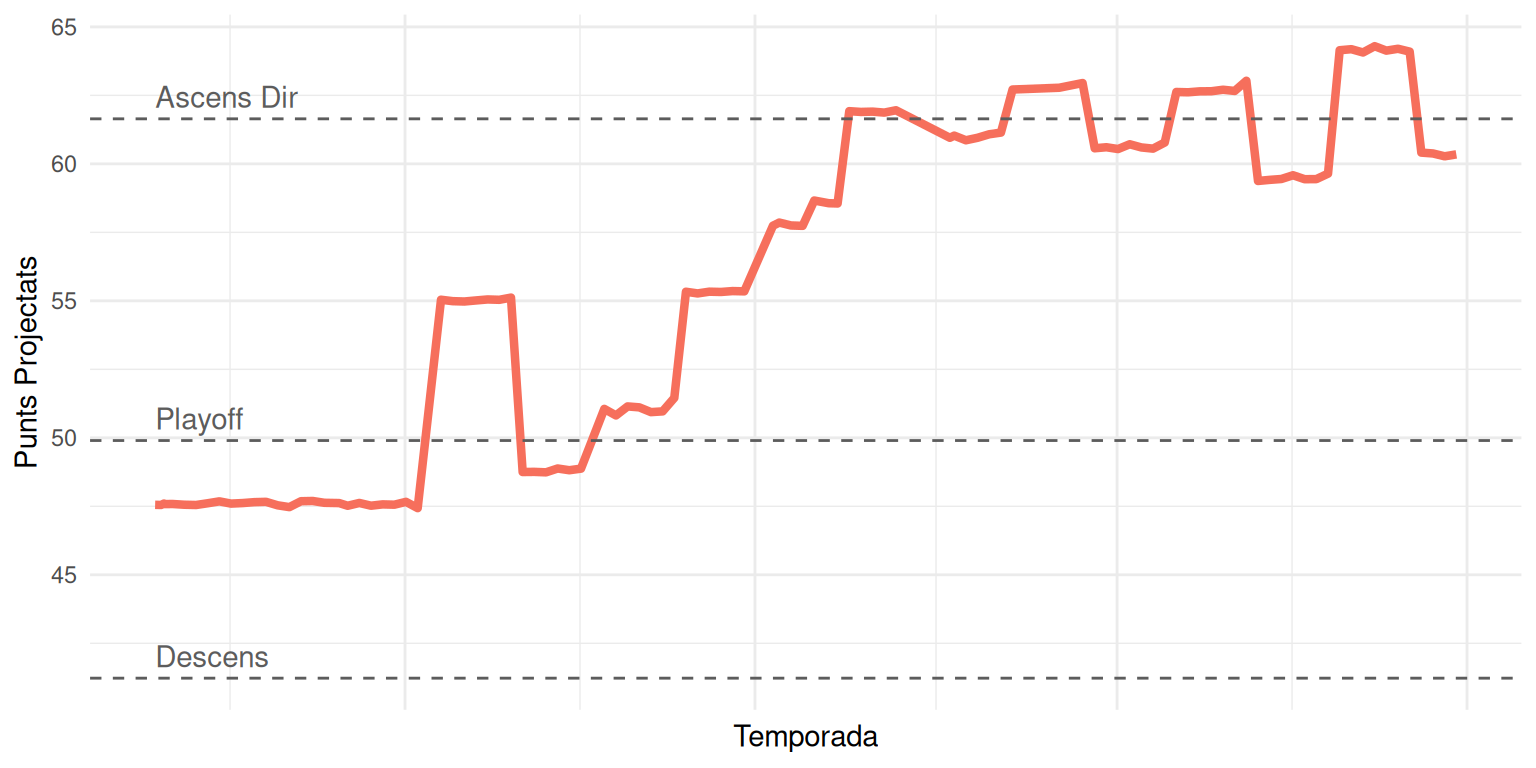 65
Ascens Dir
60
55
Punts Projectats
Playoff
50
45
Descens
Temporada